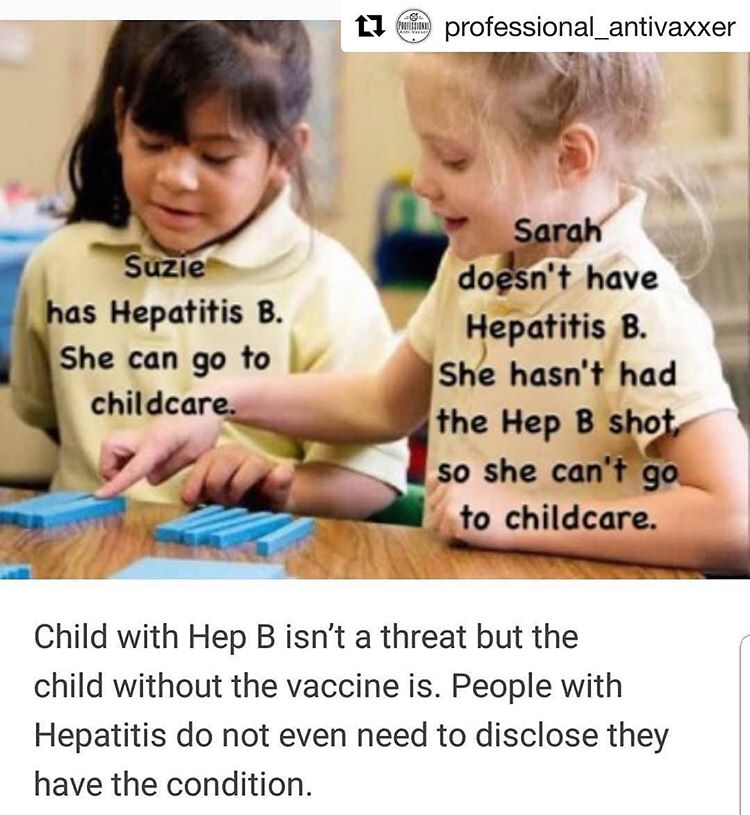 professional_antivaxxer
Suzie
has Hepatitis B.
She can go to
childcare.
Sarah
doesn't have
Hepatitis B.
She hasn't had
the Hep B shot,
so she can't go
to childcare.
Child with Hep B isn't a threat but the
child without the vaccine is. People with
Hepatitis do not even need to disclose they
have the condition.